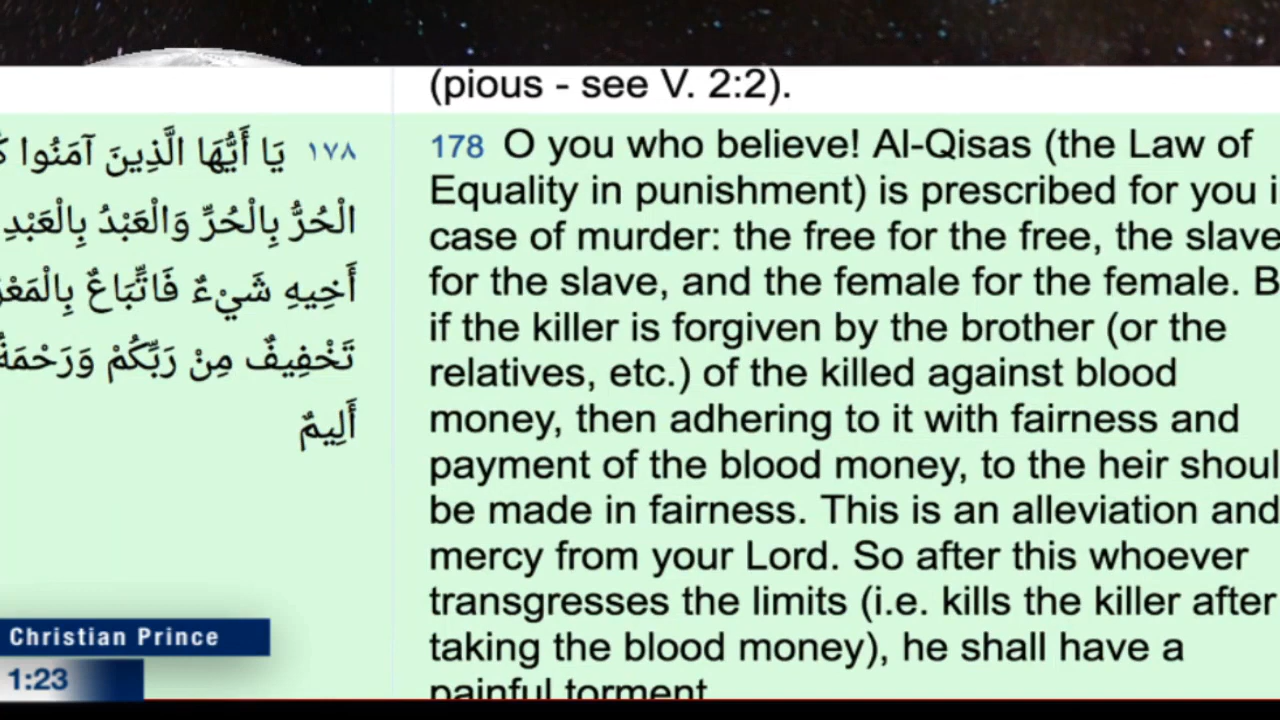 (pious - see V. 2:2).
١٧٨ يَا أَيُّهَا الَّذِينَ آمَنُوا
الْحُرُّ بِالْحُرِّ وَالْعَبْدُ بِالْعَبْدِ
أَخِيهِ شَيْءٌ فَاتِّبَاعٌ
تَخْفِيفٌ مِنْ رَبِّكُمْ وَرَحْمَةٌ
أَلِيمٌ
178 O you who believe! Al-Qisas (the Law of
Equality in punishment) is prescribed for you i
case of murder: the free for the free, the slave
for the slave, and the female for the female. B
if the killer is forgiven by the brother (or the
relatives, etc.) of the killed against blood
money, then adhering to it with fairness and
payment of the blood money, to the heir shoul
be made in fairness. This is an alleviation and
mercy from your Lord. So after this whoever
transgresses the limits (i.e. kills the killer after
taking the blood money), he shall have a
painful torment
Christian Prince
1:23